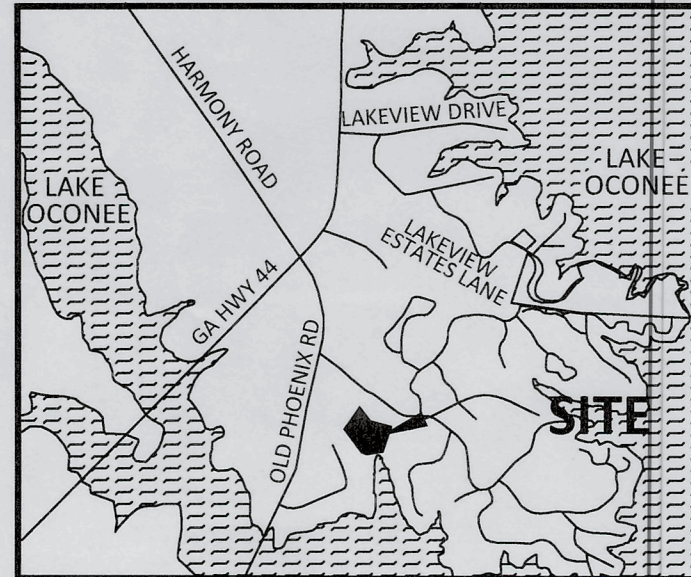 HARMONY ROAD
LAKEVIEW DRIVE
LAKE
OCONEE
LAKE
OCONEE
LAKEVIEW
ESTATES LANE
GA HWY 44
OLD PHOENIX RD
SITE